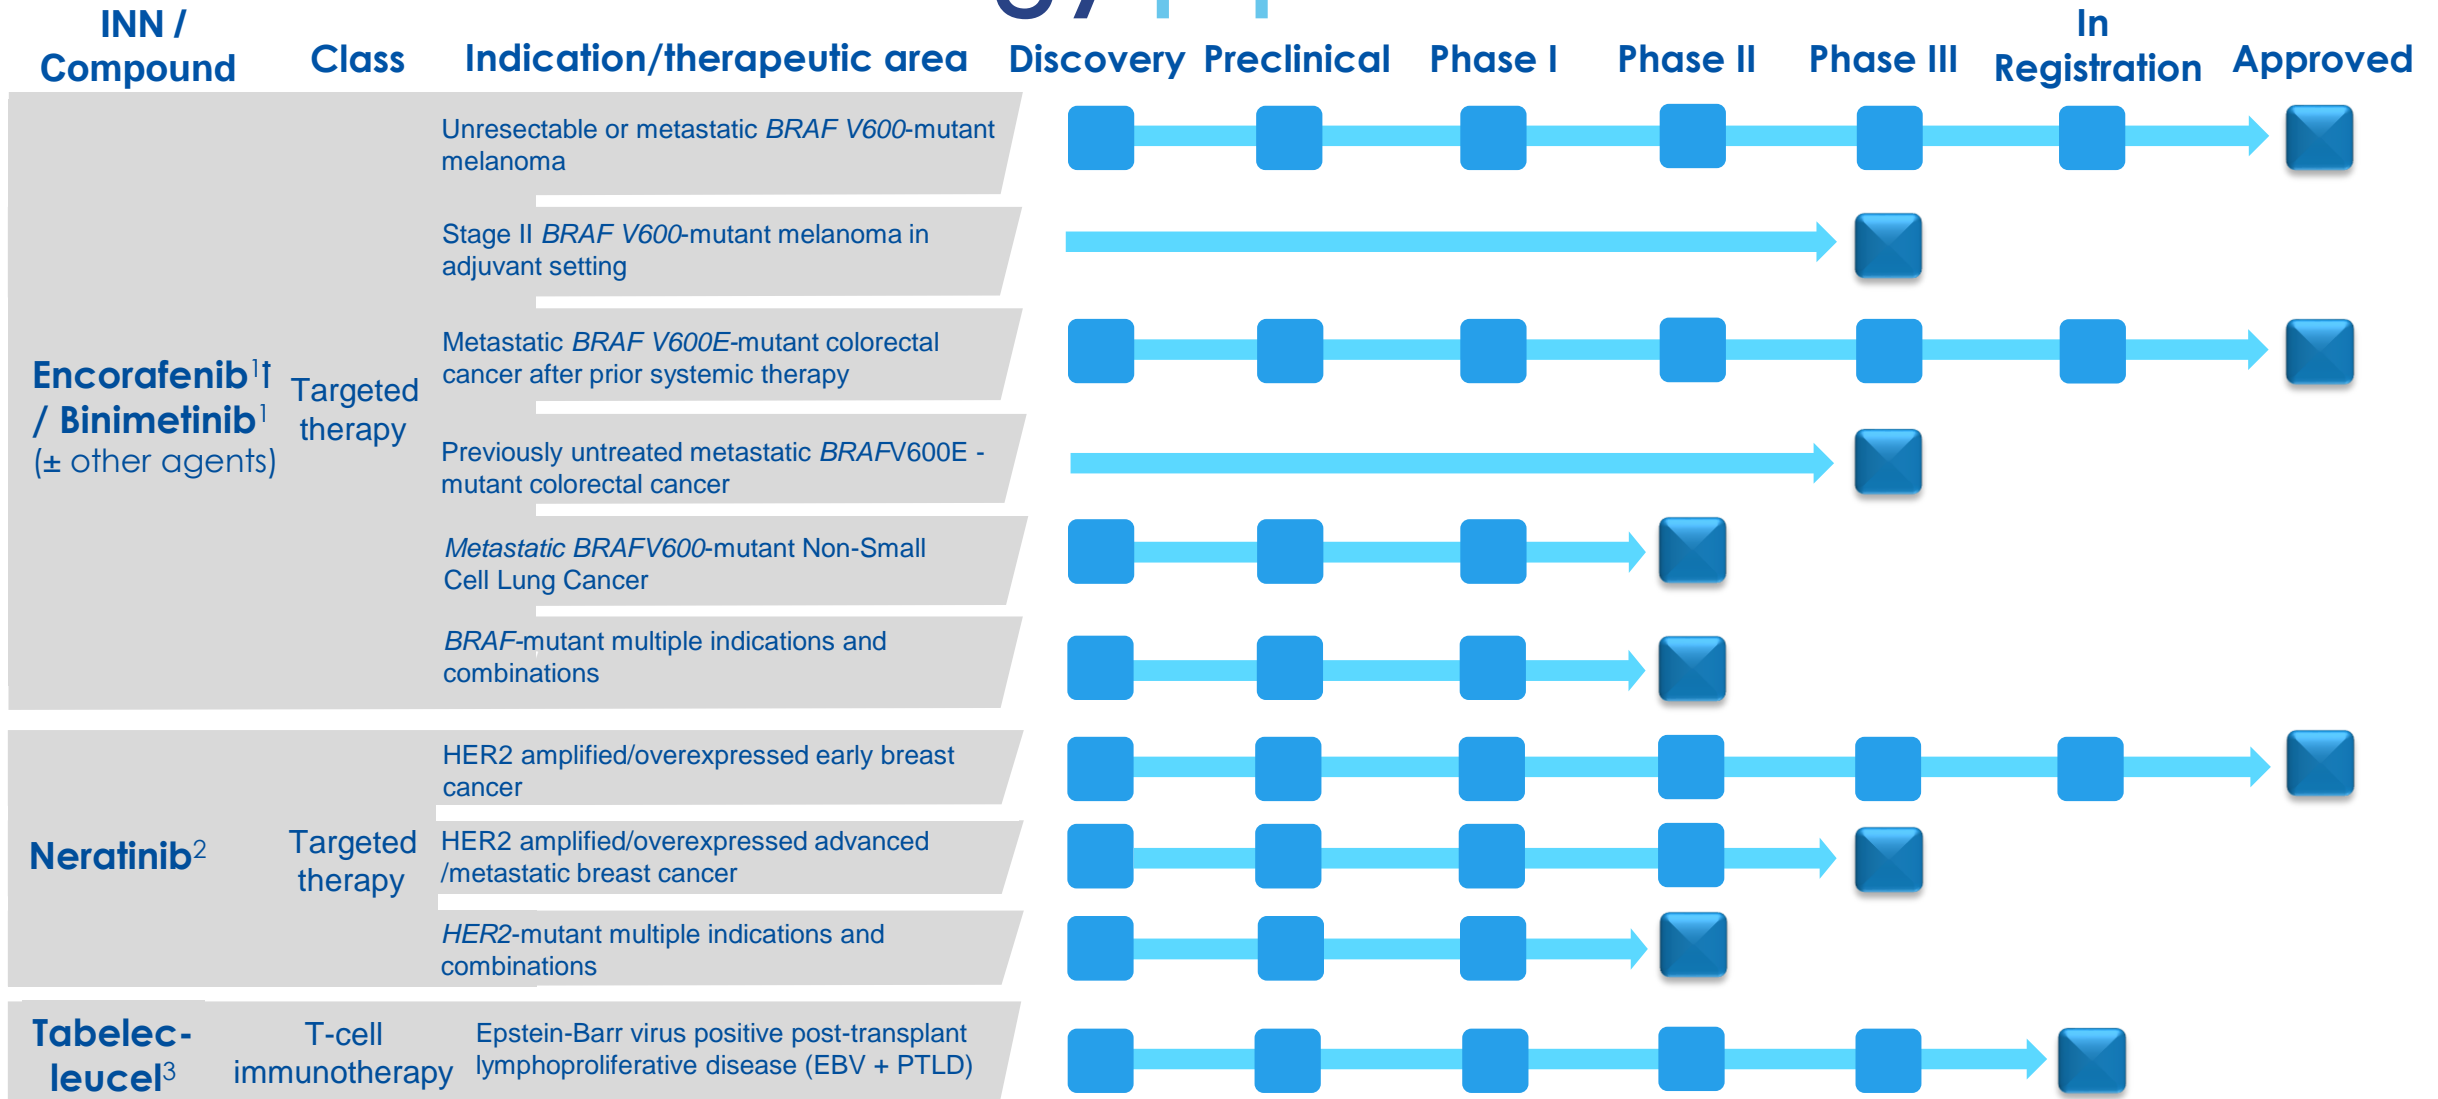 INN /
Compound
Class
Indication/therapeutic area
Discovery
Preclinical
Phase I
Phase II
Phase III
In
Registration
Approved
Encorafenib¹†
/ Binimetinib¹
(± other agents)
Targeted
therapy
Unresectable or metastatic BRAF V600-mutant
melanoma
Stage II BRAF V600-mutant melanoma in
adjuvant setting
Metastatic BRAF V600E-mutant colorectal
cancer after prior systemic therapy
Previously untreated metastatic BRAFV600E -
mutant colorectal cancer
Metastatic BRAFV600-mutant Non-Small
Cell Lung Cancer
BRAF-mutant multiple indications and
combinations
Neratinib²
Targeted
therapy
HER2 amplified/overexpressed early breast
cancer
HER2 amplified/overexpressed advanced
/metastatic breast cancer
HER2-mutant multiple indications and
combinations
Tabelec-
leucel³
T-cell
immunotherapy
Epstein-Barr virus positive post-transplant
lymphoproliferative disease (EBV + PTLD)